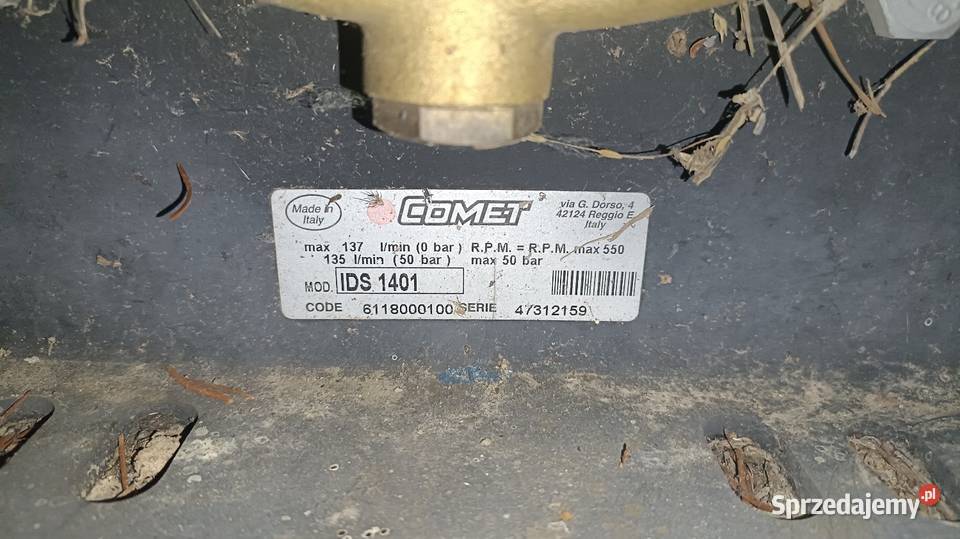 Made in
Italy
COMET
via G. Dorso, 4
42124 Reggio E.
Italy
max 137 l/min (0 bar) R.P.M. = R.P.M. max 550
135 l/min (50 bar) max 50 bar
MOD. IDS 1401
CODE 6118000100 SERIE 47312159
8
Sprzedajemy.pl